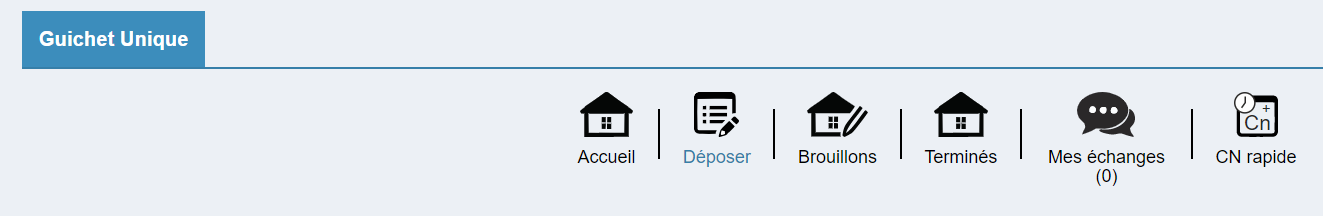 Guichet Unique
Accueil
Déposer
Brouillons
Terminés
Mes échanges
(0)
+
Cn
CN rapide